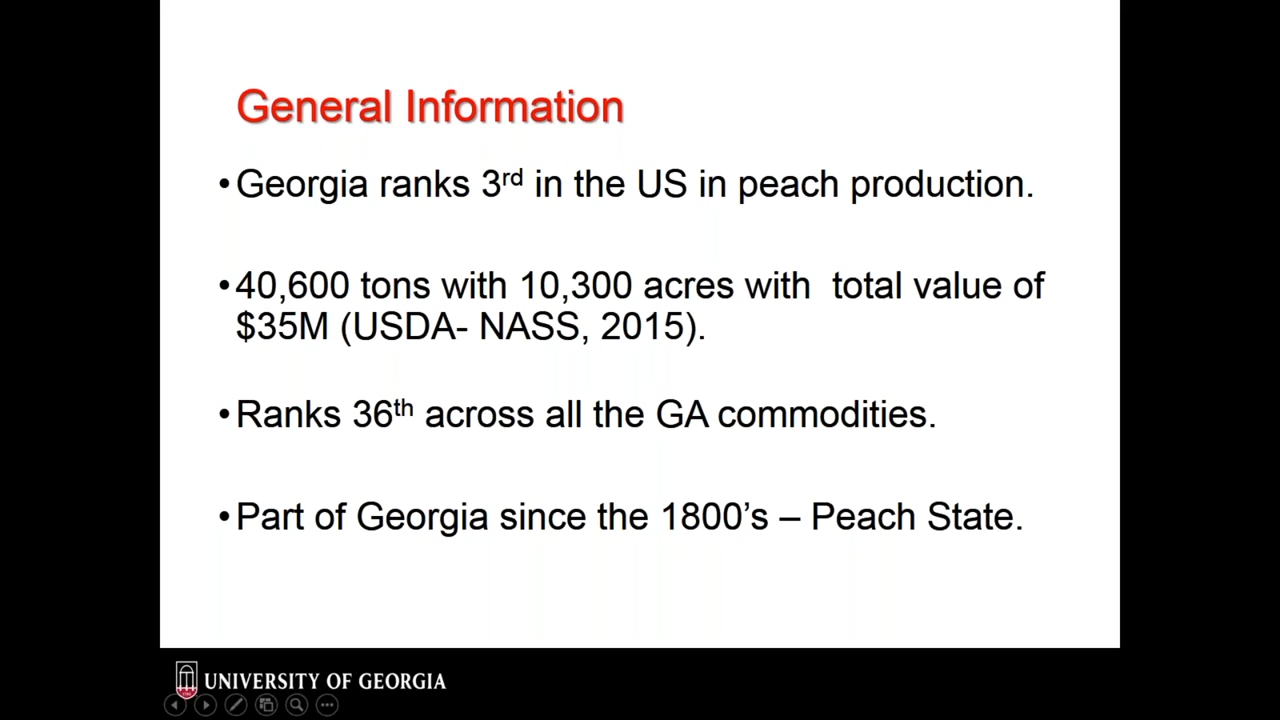 General Information
•Georgia ranks 3rd in the US in peach production.
•40,600 tons with 10,300 acres with  total value of
$35M (USDA- NASS, 2015).
•Ranks 36th across all the GA commodities.
•Part of Georgia since the 1800’s – Peach State.
UNIVERSITY OF GEORGIA